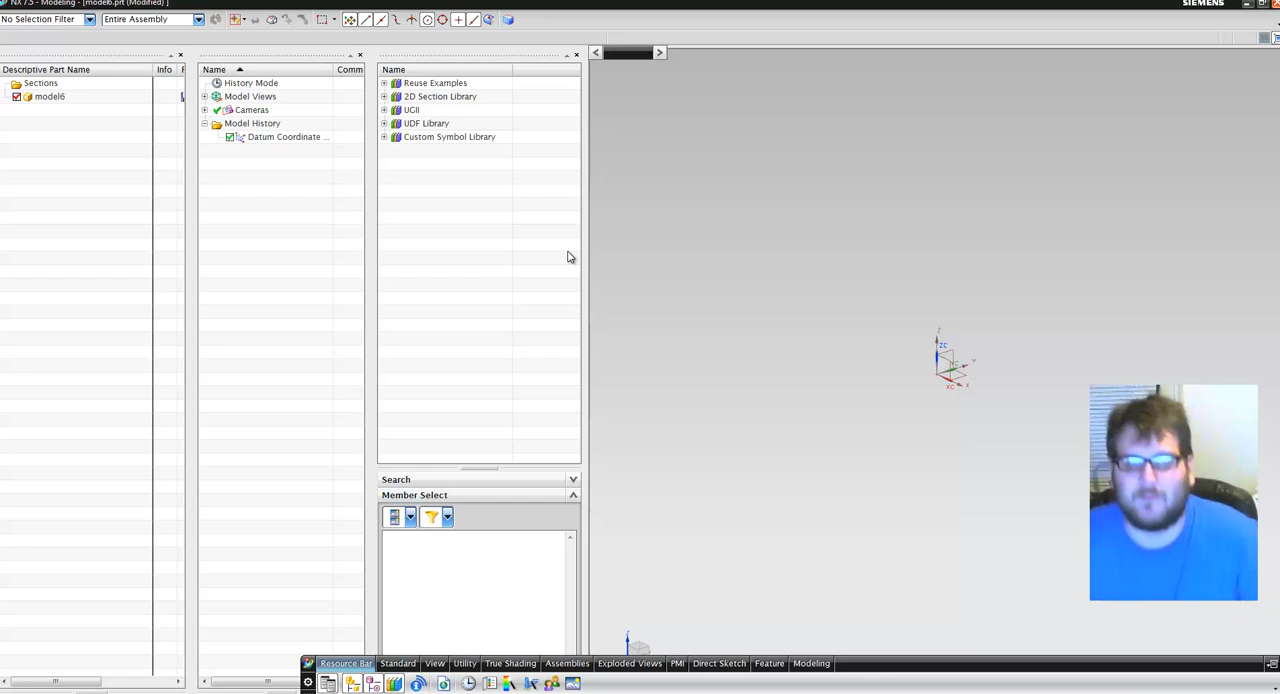 NX 7.5 - Modeling - [model6.prt (Modified) ]
SIEMENS
No Selection Filter
Entire Assembly
Descriptive Part Name
Info
Sections
model6
Name
Comm
History Mode
Model Views
Cameras
Model History
Datum Coordinate ...
Name
Reuse Examples
2D Section Library
UGII
UDF Library
Custom Symbol Library
Search
Member Select
Z
ZC
YC
Y
XC
X
Resource Bar
Standard
View
Utility
True Shading
Assemblies
Exploded Views
PMI
Direct Sketch
Feature
Modeling